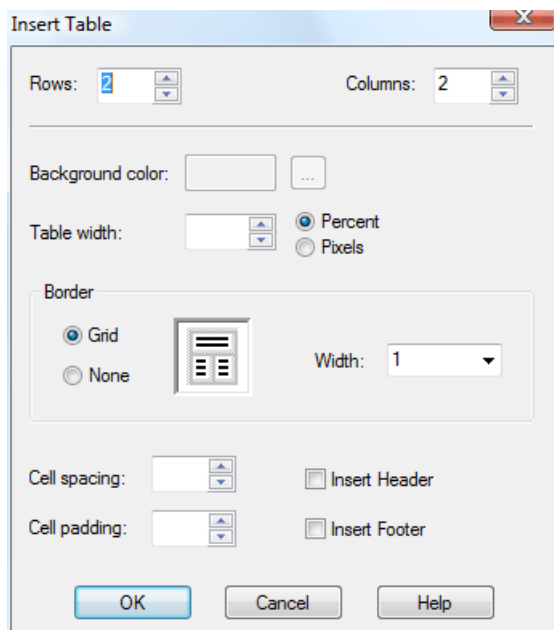 Insert Table
Rows: 2 Columns: 2
Background color: ...
Table width: Percent
Pixels
Border
Grid
None
Width: 1
Cell spacing: Insert Header
Cell padding: Insert Footer
OK Cancel Help